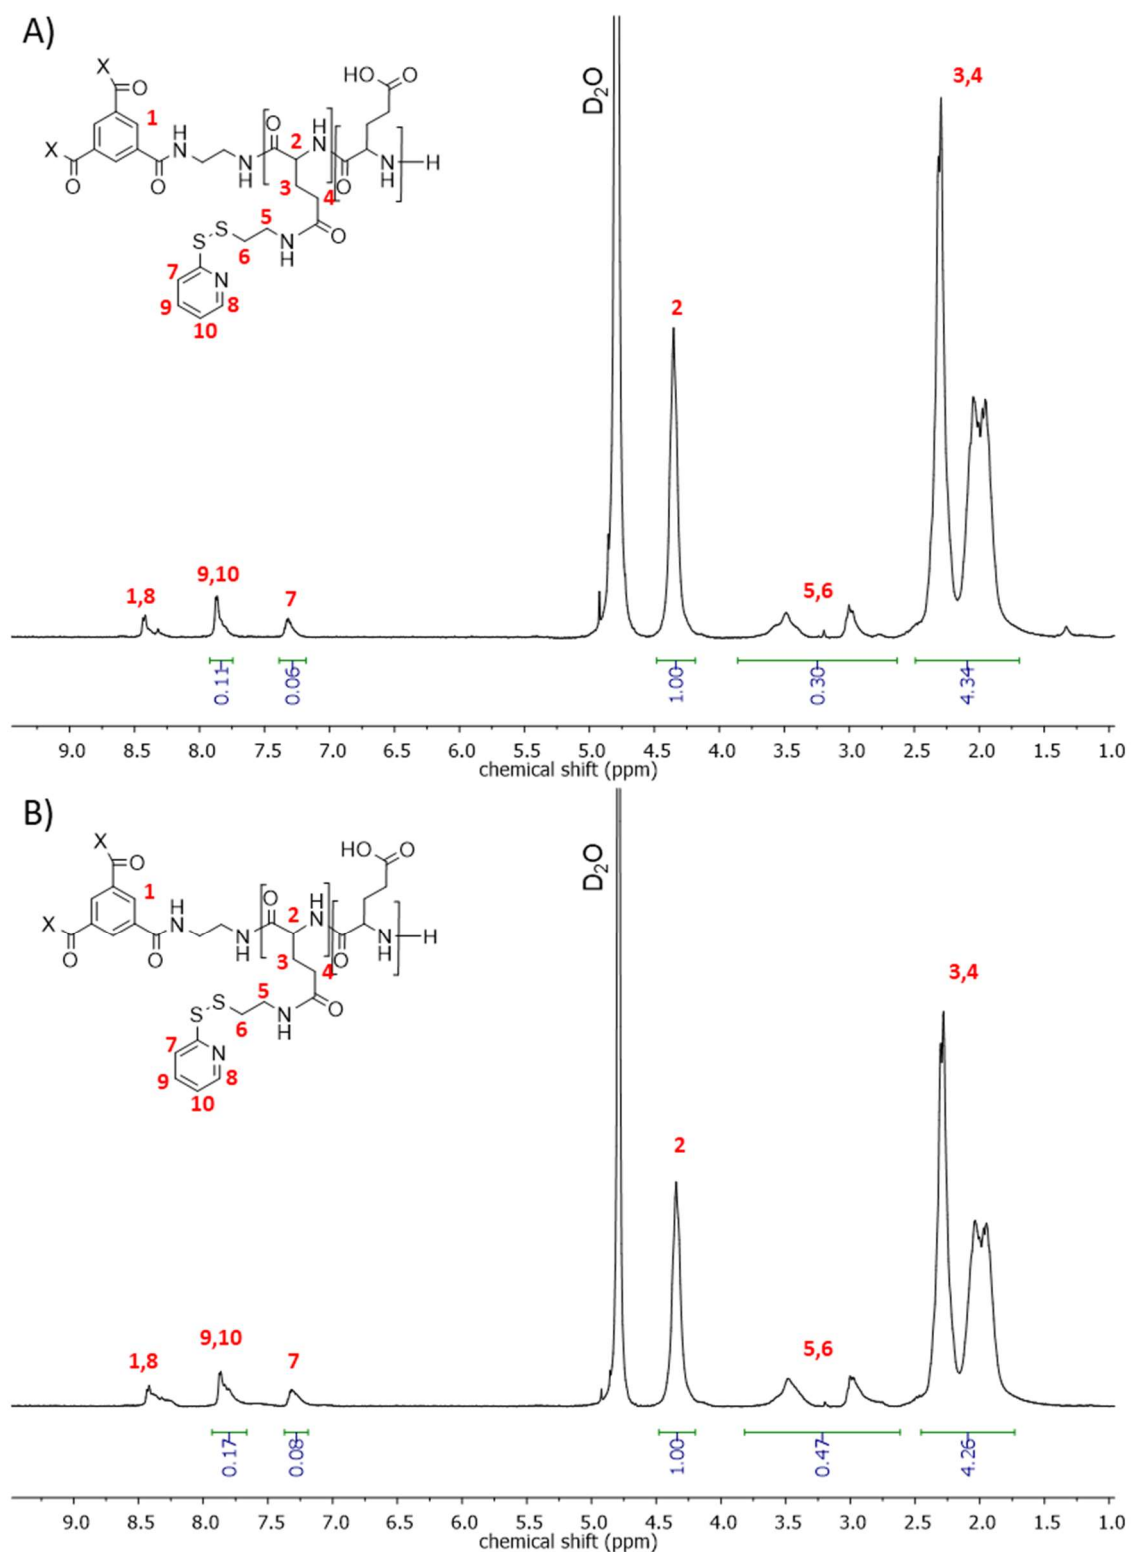 A)
X
O
1
X
O
O
H
N
N
H
O
2
H
N
HO
O
O
N
H
H
3
4
5
S
S
6
N
H
O
7
N
9
8
10
D2O
3,4
2
9,10
1,8
7
5,6
0.11
0.06
1.00
0.30
4.34
9.0 8.5 8.0 7.5 7.0 6.5 6.0 5.5 5.0 4.5 4.0 3.5 3.0 2.5 2.0 1.5 1.0
chemical shift (ppm)
B)
X
O
1
X
O
O
H
N
N
H
O
2
H
N
HO
O
O
N
H
H
3
4
5
S
S
6
N
H
O
7
N
9
8
10
D2O
3,4
2
9,10
1,8
7
5,6
0.17
0.08
1.00
0.47
4.26
9.0 8.5 8.0 7.5 7.0 6.5 6.0 5.5 5.0 4.5 4.0 3.5 3.0 2.5 2.0 1.5 1.0
chemical shift (ppm)